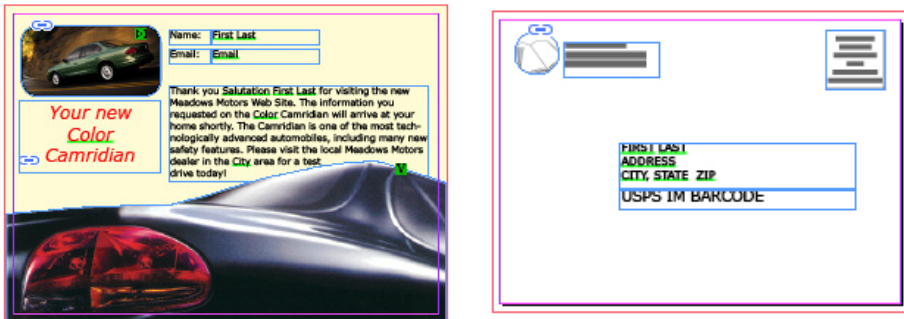 Name: First Last
Email: Email
Thank you Salutation First Last for visiting the new
Meadows Motors Web Site. The information you
requested on the Color Camridian will arrive at your
home shortly. The Camridian is one of the most tech-
nologically advanced automobiles, including many new
safety features. Please visit the local Meadows Motors
dealer in the City area for a test
drive today!
Your new
Color
Camridian
V
FIRST LAST
ADDRESS
CITY, STATE ZIP
USPS IM BARCODE